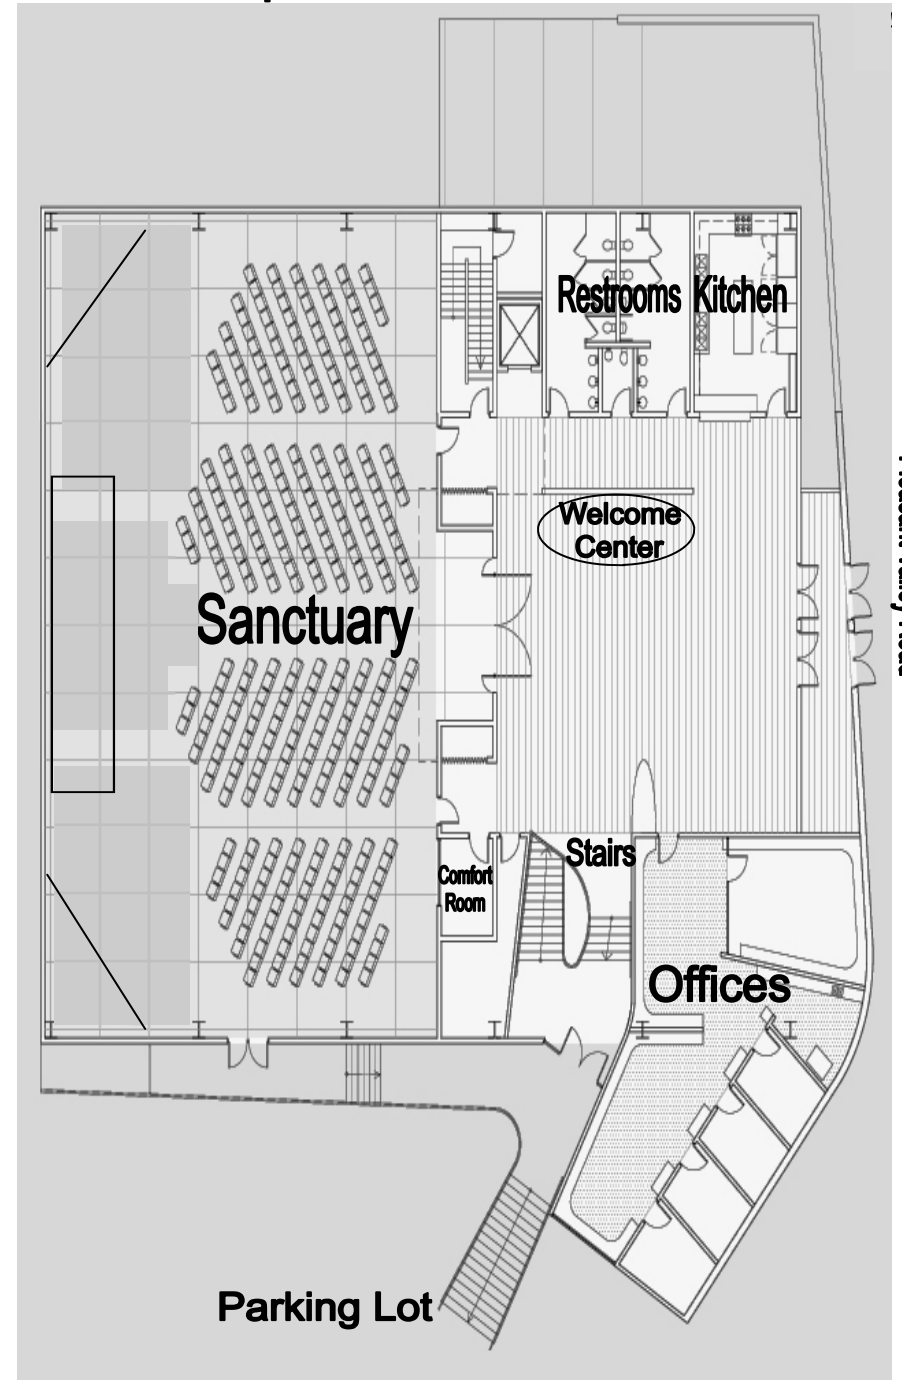 Restrooms
Kitchen
Welcome
Center
Sanctuary
Stairs
Comfort
Room
Offices
Parking Lot